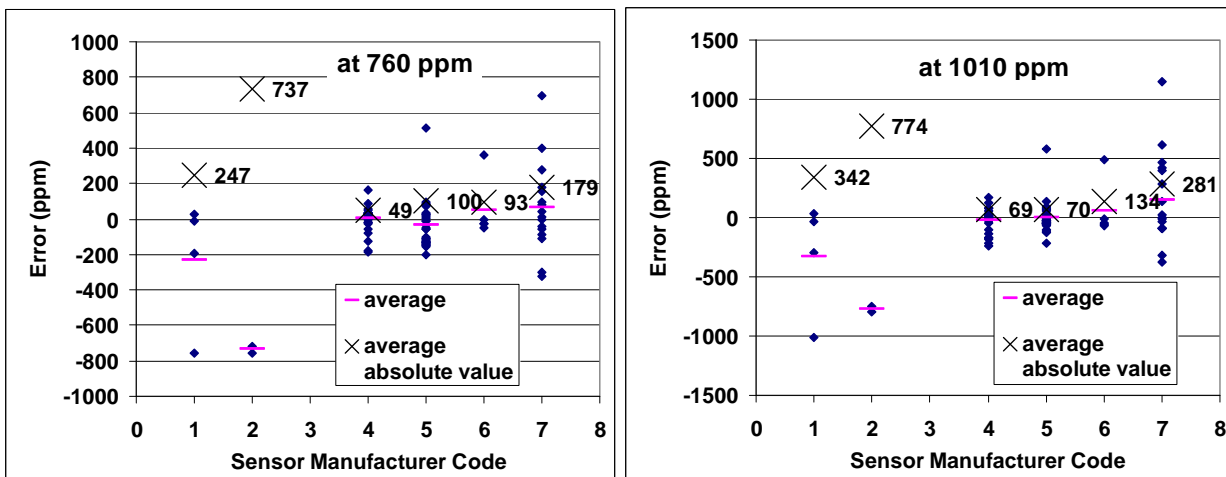 at 760 ppm
1000
800
600
400
200
0
-200
-400
-600
-800
-1000
Error (ppm)
247
737
49
100
93
179
average
average
absolute value
0 1 2 3 4 5 6 7 8
Sensor Manufacturer Code
at 1010 ppm
1500
1000
500
0
-500
-1000
-1500
Error (ppm)
342
774
69
70
134
281
average
average
absolute value
0 1 2 3 4 5 6 7 8
Sensor Manufacturer Code